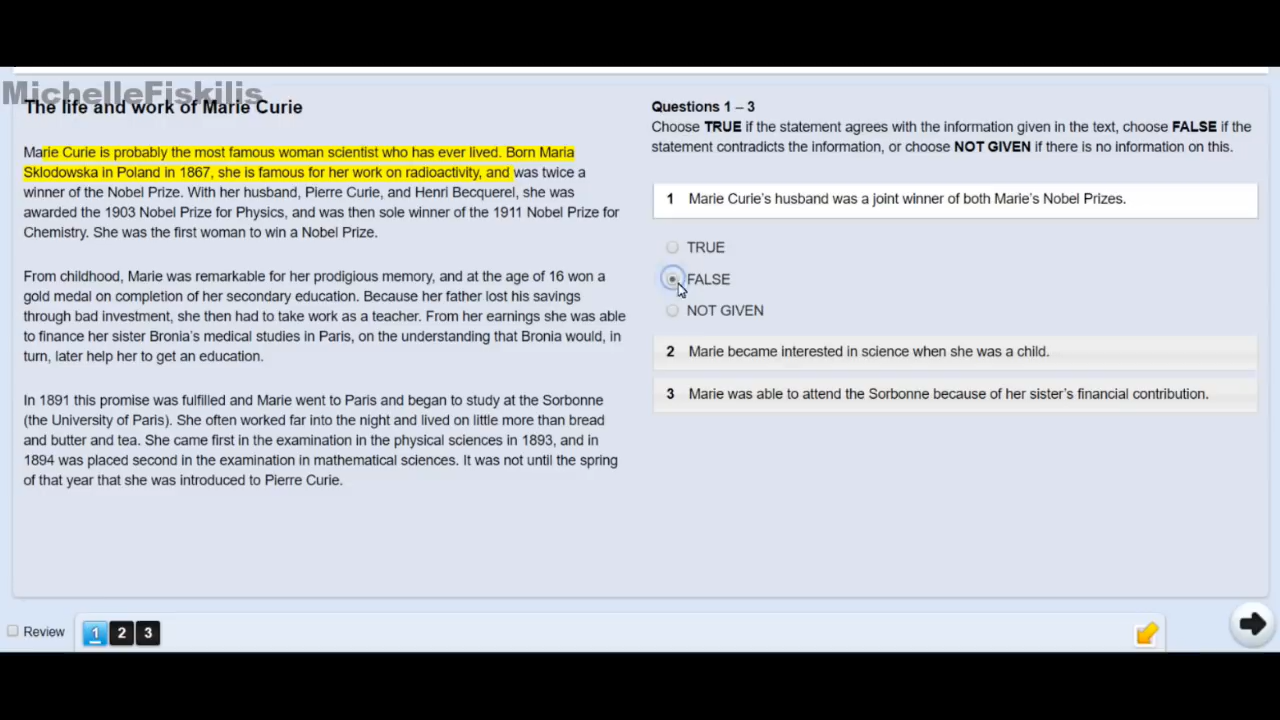 MichelleFiskilis
The life and work of Marie Curie
Marie Curie is probably the most famous woman scientist who has ever lived. Born Maria
Sklodowska in Poland in 1867, she is famous for her work on radioactivity, and was twice a
winner of the Nobel Prize. With her husband, Pierre Curie, and Henri Becquerel, she was
awarded the 1903 Nobel Prize for Physics, and was then sole winner of the 1911 Nobel Prize for
Chemistry. She was the first woman to win a Nobel Prize.
From childhood, Marie was remarkable for her prodigious memory, and at the age of 16 won a
gold medal on completion of her secondary education. Because her father lost his savings
through bad investment, she then had to take work as a teacher. From her earnings she was able
to finance her sister Bronia's medical studies in Paris, on the understanding that Bronia would, in
turn, later help her to get an education.
In 1891 this promise was fulfilled and Marie went to Paris and began to study at the Sorbonne
(the University of Paris). She often worked far into the night and lived on little more than bread
and butter and tea. She came first in the examination in the physical sciences in 1893, and in
1894 was placed second in the examination in mathematical sciences. It was not until the spring
of that year that she was introduced to Pierre Curie.
Questions 1 – 3
Choose TRUE if the statement agrees with the information given in the text, choose FALSE if the
statement contradicts the information, or choose NOT GIVEN if there is no information on this.
1 Marie Curie's husband was a joint winner of both Marie's Nobel Prizes.
TRUE
FALSE
NOT GIVEN
2 Marie became interested in science when she was a child.
3 Marie was able to attend the Sorbonne because of her sister's financial contribution.
Review 1 2 3